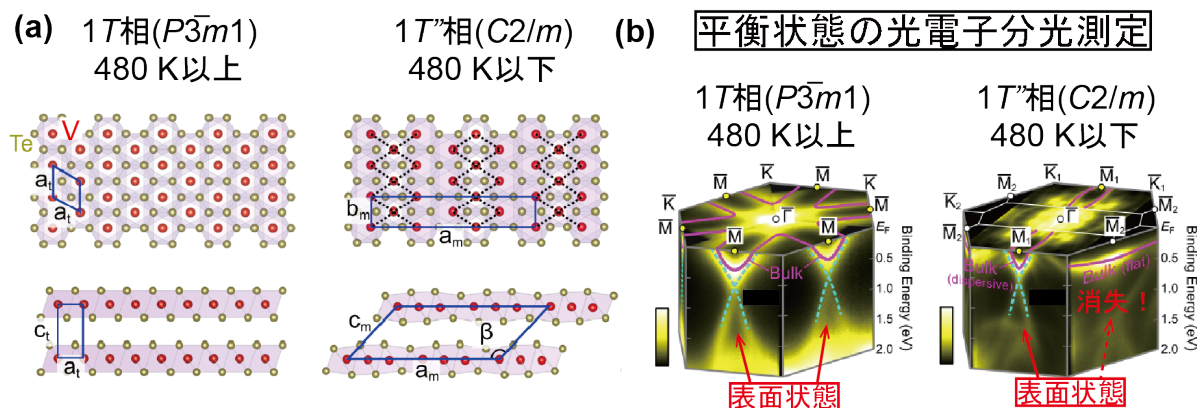 (a)
1T相(P3̅m1)
480 K以上
1T”相(C2/m)
480 K以下
Te
V
a_t
a_t
b_m
a_m
c_t
a_t
c_m
β
a_m
(b)
平衡状態の光電子分光測定
1T相(P3̅m1)
480 K以上
1T”相(C2/m)
480 K以下
K̅
M̅
M̅
K̅
K̅
M̅
Γ̅
M̅
M̅
M̅
E_F
Bulk
0.5
1.0
1.5
2.0
Binding Energy (eV)
表面状態
K̅₁
M̅₁
M̅₂
K̅₁
K̅₂
M̅₂
Γ̅
M̅₂
M̅₁
M̅₂
E_F
Bulk
(dispersive)
Bulk (flat)
消失！
0.5
1.0
1.5
2.0
Binding Energy (eV)
表面状態